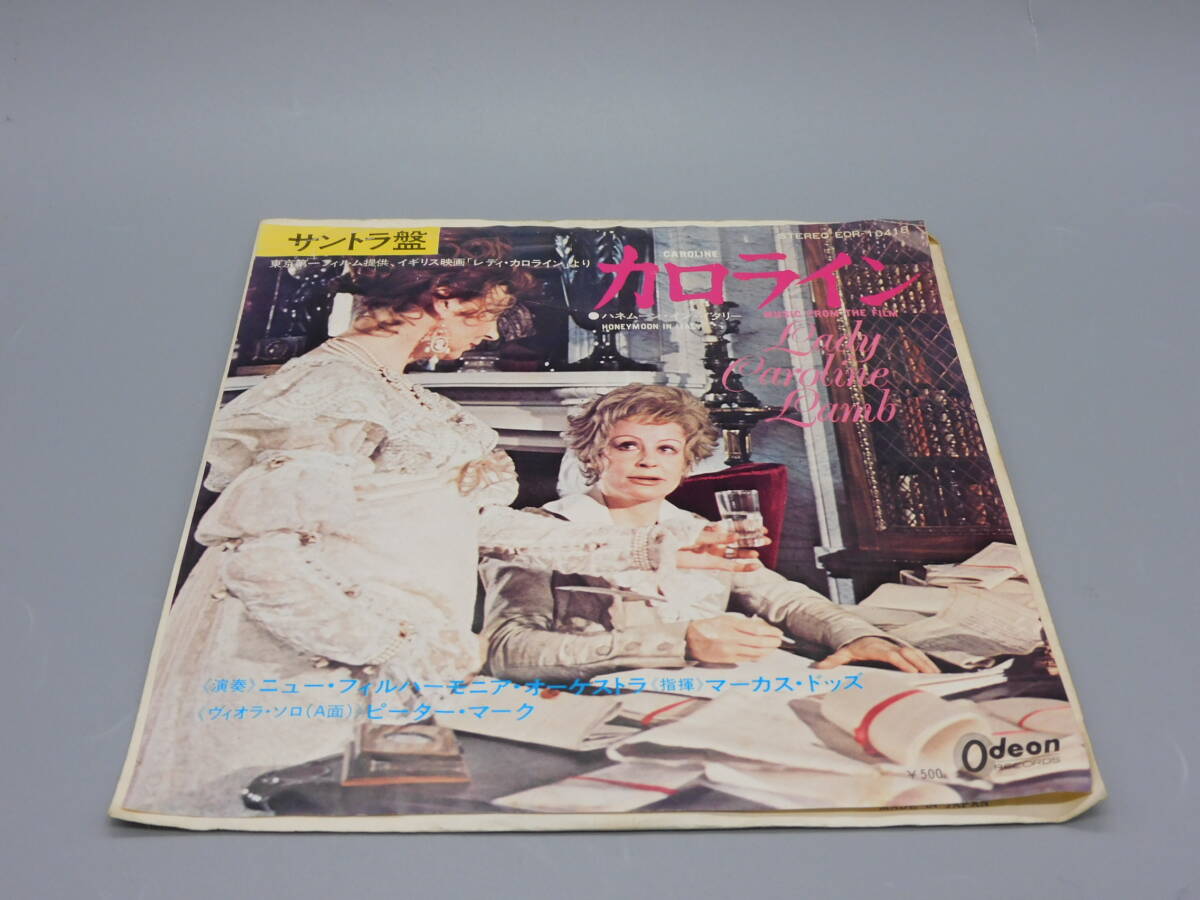 サントラ盤
STEREO EOR-10418
東京第一フィルム提供、イギリス映画「レディ・カロライン」より
CAROLINE
カロライン
●ハネムーン・イン・イタリー
HONEYMOON IN ITALY
MUSIC FROM THE FILM
Lady
Caroline
Lamb
《演奏》ニュー・フィルハーモニア・オーケストラ《指揮》マーカス・ドッズ
《ヴィオラ・ソロ(A面)》ピーター・マーク
Odeon
RECORDS
¥500
MADE IN JAPAN